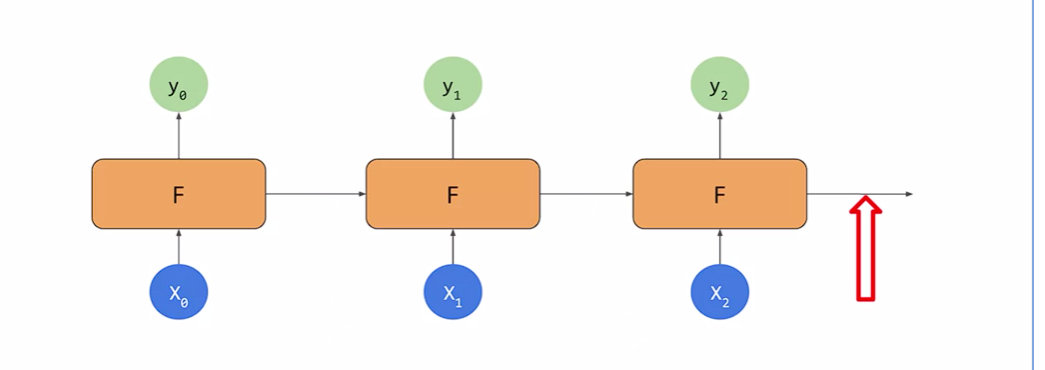 y₀ y₁ y₂
F F F
X₀ X₁ X₂